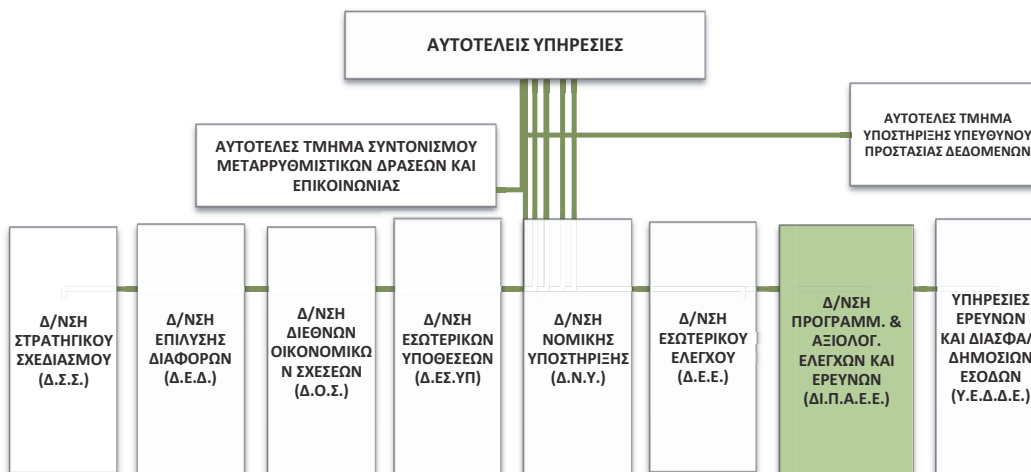 ΑΥΤΟΤΕΛΕΙΣ ΥΠΗΡΕΣΙΕΣ
ΑΥΤΟΤΕΛΕΣ ΤΜΗΜΑ ΣΥΝΤΟΝΙΣΜΟΥ
ΜΕΤΑΡΡΥΘΜΙΣΤΙΚΩΝ ΔΡΑΣΕΩΝ ΚΑΙ
ΕΠΙΚΟΙΝΩΝΙΑΣ
ΑΥΤΟΤΕΛΕΣ ΤΜΗΜΑ
ΥΠΟΣΤΗΡΙΞΗΣ ΥΠΕΥΘΥΝΟΥ
ΠΡΟΣΤΑΣΙΑΣ ΔΕΔΟΜΕΝΩΝ
Δ/ΝΣΗ
ΣΤΡΑΤΗΓΙΚΟΥ
ΣΧΕΔΙΑΣΜΟΥ
(Δ.Σ.Σ.)
Δ/ΝΣΗ
ΕΠΙΛΥΣΗΣ
ΔΙΑΦΟΡΩΝ
(Δ.Ε.Δ.)
Δ/ΝΣΗ
ΔΙΕΘΝΩΝ
ΟΙΚΟΝΟΜΙΚΩ
Ν ΣΧΕΣΕΩΝ
(Δ.Ο.Σ.)
Δ/ΝΣΗ
ΕΣΩΤΕΡΙΚΩΝ
ΥΠΟΘΕΣΕΩΝ
(Δ.ΕΣ.ΥΠ)
Δ/ΝΣΗ
ΝΟΜΙΚΗΣ
ΥΠΟΣΤΗΡΙΞΗΣ
(Δ.Ν.Υ.)
Δ/ΝΣΗ
ΕΣΩΤΕΡΙΚΟΥ
ΕΛΕΓΧΟΥ
(Δ.Ε.Ε.)
Δ/ΝΣΗ
ΠΡΟΓΡΑΜΜ. &
ΑΞΙΟΛΟΓ.
ΕΛΕΓΧΩΝ ΚΑΙ
ΕΡΕΥΝΩΝ
(ΔΙ.Π.Α.Ε.Ε.)
ΥΠΗΡΕΣΙΕΣ
ΕΡΕΥΝΩΝ
ΚΑΙ ΔΙΑΣΦΑΛ
ΔΗΜΟΣΙΩΝ
ΕΣΟΔΩΝ
(Υ.Ε.Δ.Δ.Ε.)